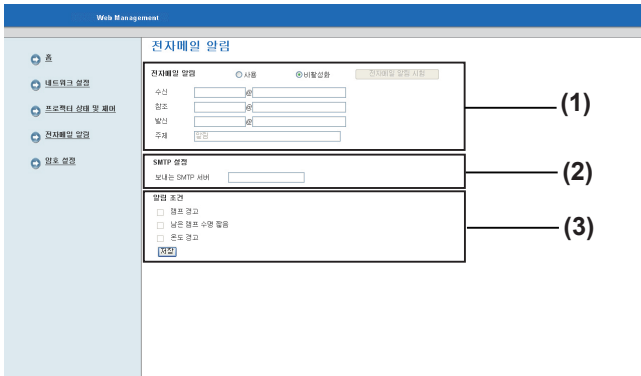 Web Management
홈
네트워크 설정
프로젝터 상태 및 제어
전자메일 알림
암호 설정
전자메일 알림
전자메일 알림 사용 비활성화 전자메일 알림 시험
수신 @
참조 @
발신 @
주제 알림
(1)
SMTP 설정
보내는 SMTP 서버
(2)
알림 조건
램프 경고
남은 램프 수명 짧음
온도 경고
저장
(3)